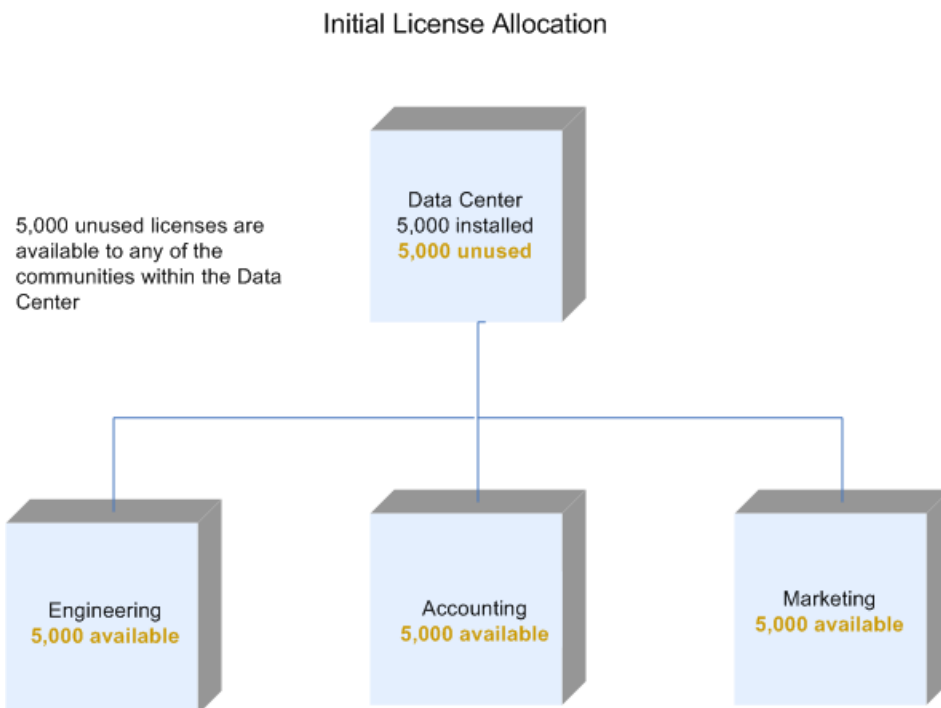 Initial License Allocation
Data Center
5,000 installed
5,000 unused
5,000 unused licenses are
available to any of the
communities within the Data
Center
Engineering
5,000 available
Accounting
5,000 available
Marketing
5,000 available